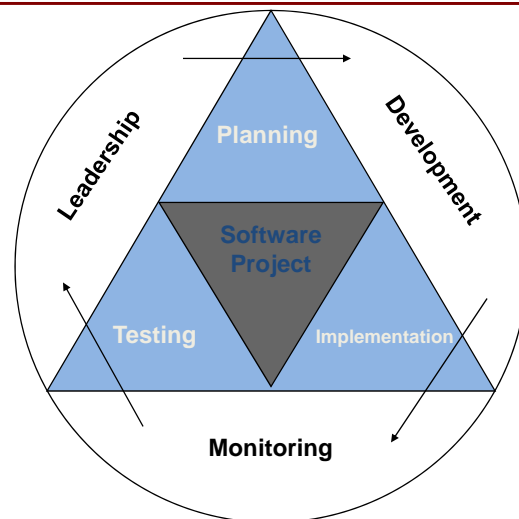 Leadership
Development
Planning
Software
Project
Testing
Implementation
Monitoring